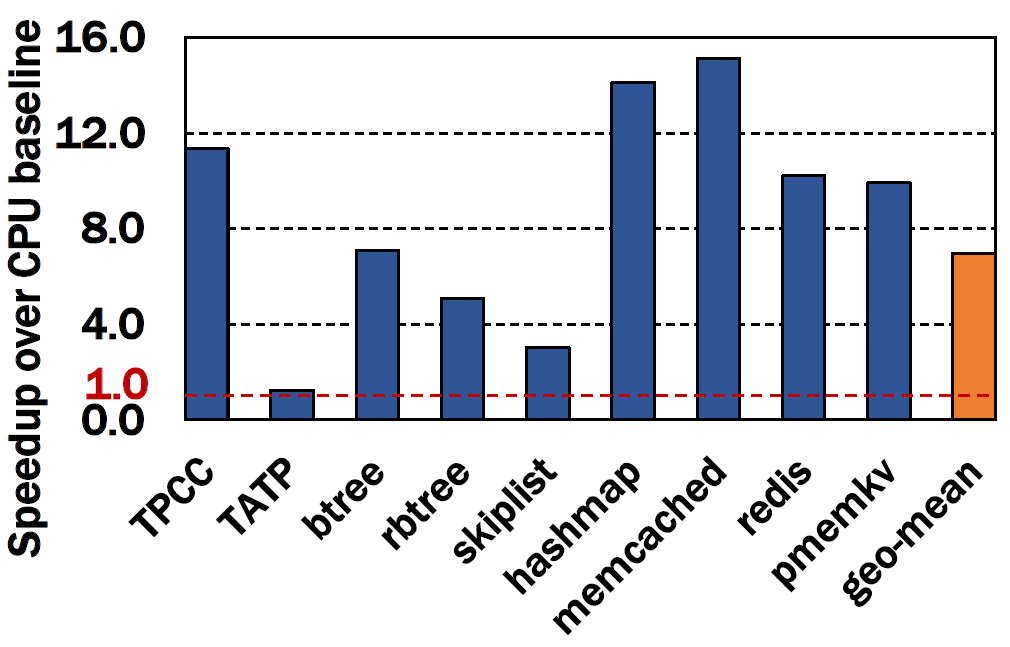 Speedup over CPU baseline
16.0
12.0
8.0
4.0
1.0
0.0
TPCC
TATP
btree
rbtree
skiplist
hashmap
memcached
redis
pmemkv
geo-mean